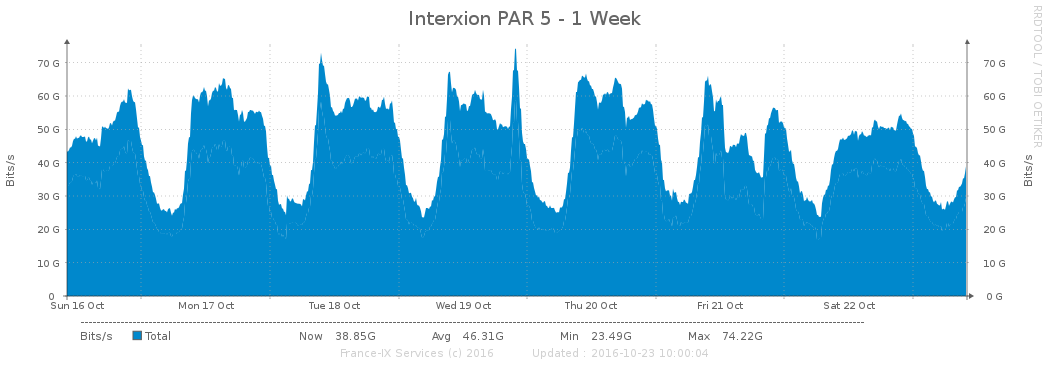 Interxion PAR 5 - 1 Week
RRDTOOL / TOBI OETIKER
Bits/s
70 G
60 G
50 G
40 G
30 G
20 G
10 G
0
70 G
60 G
50 G
40 G
30 G
20 G
10 G
0 G
Bits/s
Sun 16 Oct Mon 17 Oct Tue 18 Oct Wed 19 Oct Thu 20 Oct Fri 21 Oct Sat 22 Oct
Bits/s Total Now 38.85G Avg 46.31G Min 23.49G Max 74.22G
France-IX Services (c) 2016 Updated : 2016-10-23 10:00:04